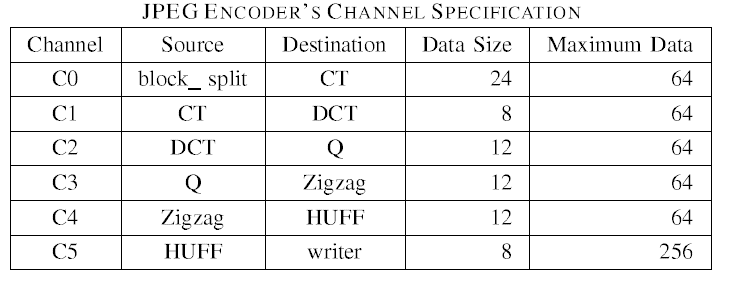 JPEG ENCODER'S CHANNEL SPECIFICATION
Channel Source Destination Data Size Maximum Data
C0 block_ split CT 24 64
C1 CT DCT 8 64
C2 DCT Q 12 64
C3 Q Zigzag 12 64
C4 Zigzag HUFF 12 64
C5 HUFF writer 8 256